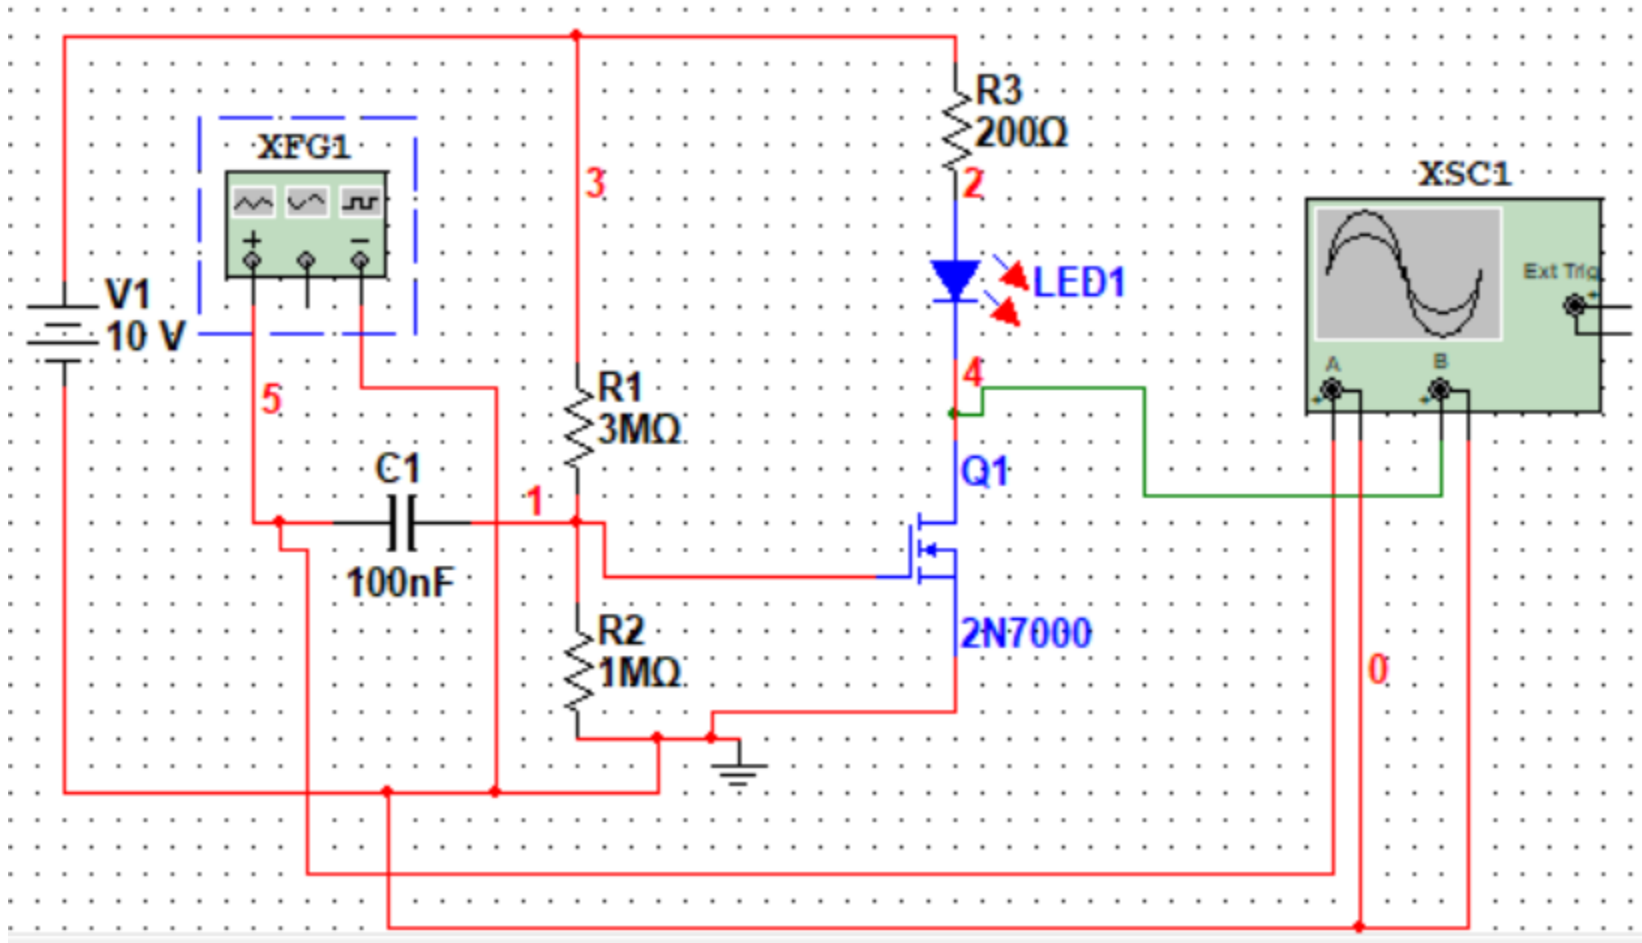 XFG1
+
−
V1
10 V
5
3
R3
200Ω
2
LED1
4
XSC1
Ext Trig
+
A
B
+
+
R1
3MΩ
C1
1
100nF
Q1
2N7000
R2
1MΩ
0